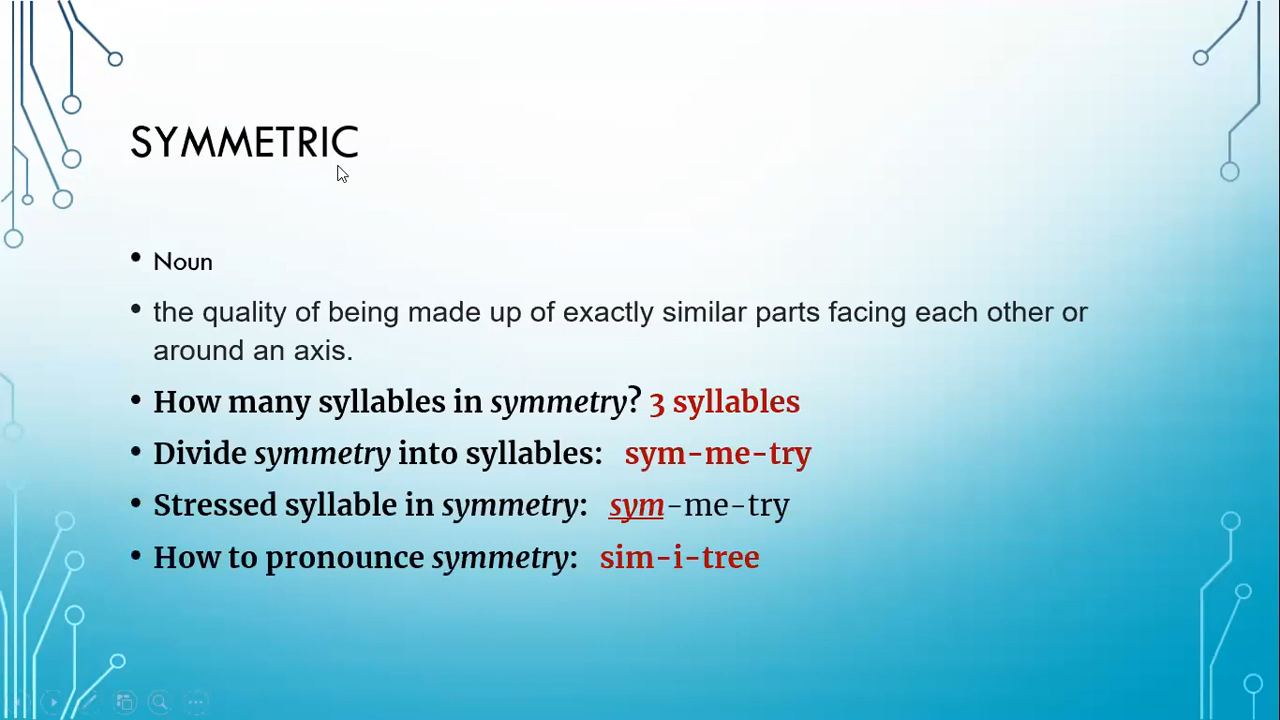 SYMMETRIC
• Noun
• the quality of being made up of exactly similar parts facing each other or
around an axis.
• How many syllables in symmetry? 3 syllables
• Divide symmetry into syllables: sym-me-try
• Stressed syllable in symmetry: sym-me-try
• How to pronounce symmetry: sim-i-tree